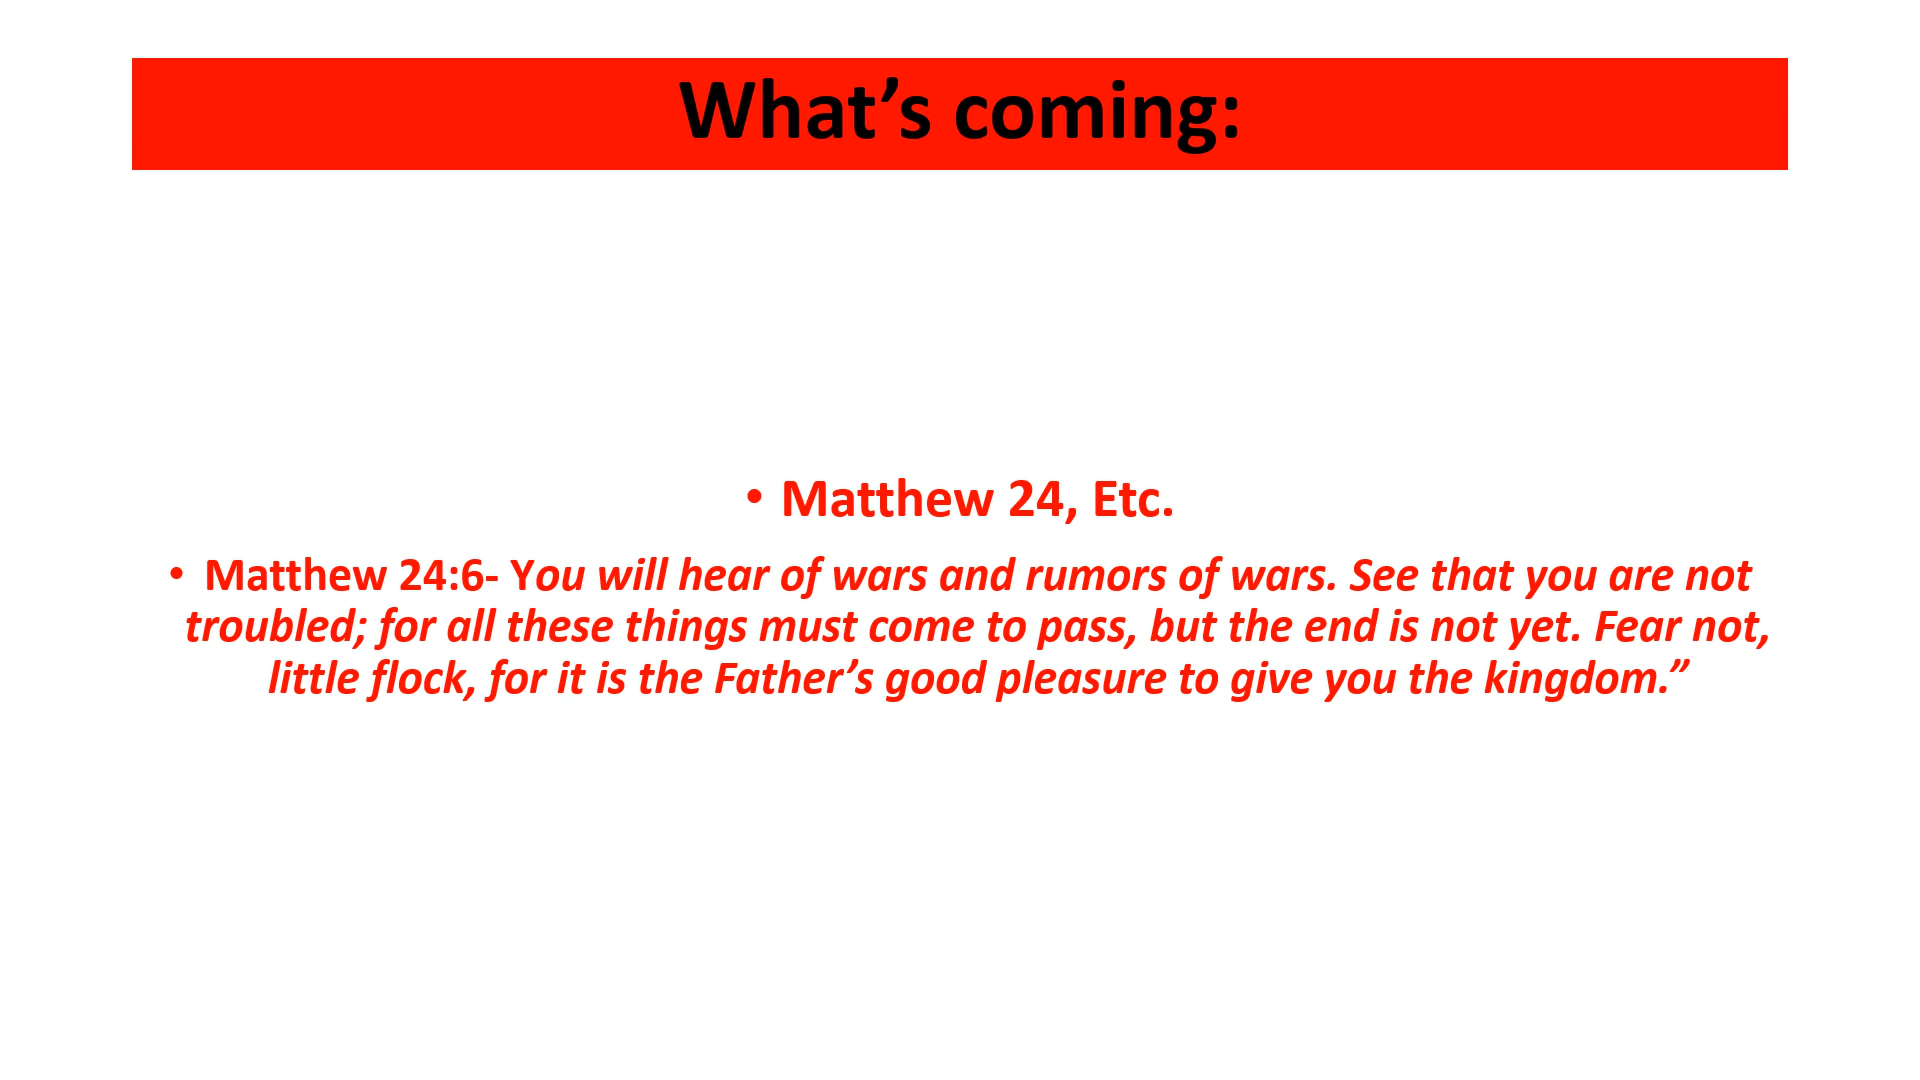 What’s coming:
• Matthew 24, Etc.
• Matthew 24:6- You will hear of wars and rumors of wars. See that you are not
troubled; for all these things must come to pass, but the end is not yet. Fear not,
little flock, for it is the Father’s good pleasure to give you the kingdom.”